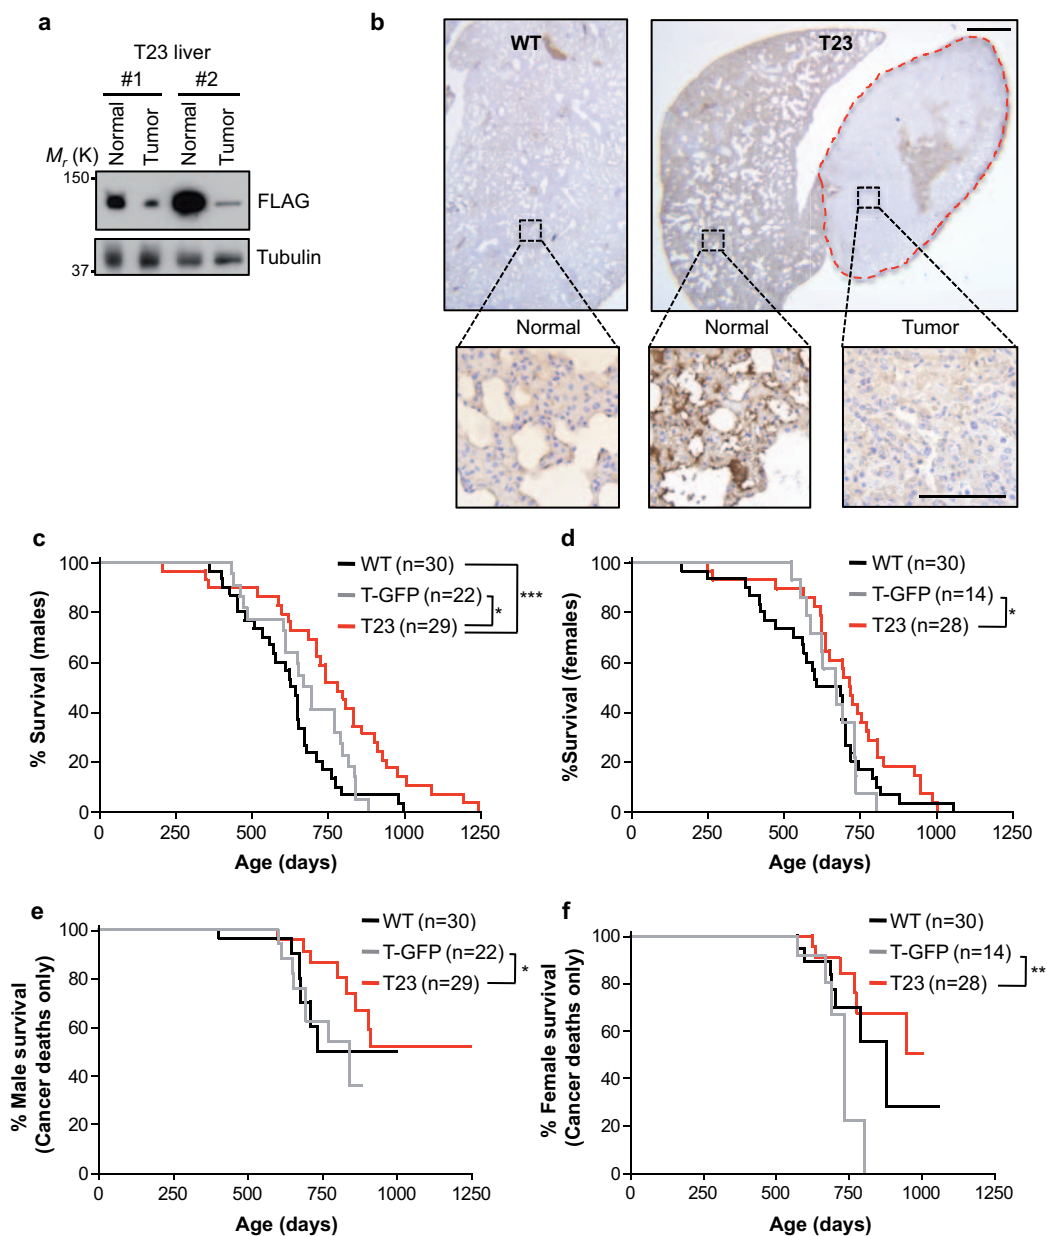 a
T23 liver
#1 #2
Normal Tumor Normal Tumor
Mr (K)
150
FLAG
Tubulin
37
b
WT
T23
Normal
Normal
Tumor
c
WT (n=30)
T-GFP (n=22)
T23 (n=29)
*
***
% Survival (males)
100
80
60
40
20
0
0 250 500 750 1000 1250
Age (days)
d
WT (n=30)
T-GFP (n=14)
T23 (n=28)
*
%Survival (females)
100
80
60
40
20
0
0 250 500 750 1000 1250
Age (days)
e
WT (n=30)
T-GFP (n=22)
T23 (n=29)
*
% Male survival
(Cancer deaths only)
100
80
60
40
20
0
0 250 500 750 1000 1250
Age (days)
f
WT (n=30)
T-GFP (n=14)
T23 (n=28)
**
% Female survival
(Cancer deaths only)
100
80
60
40
20
0
0 250 500 750 1000 1250
Age (days)